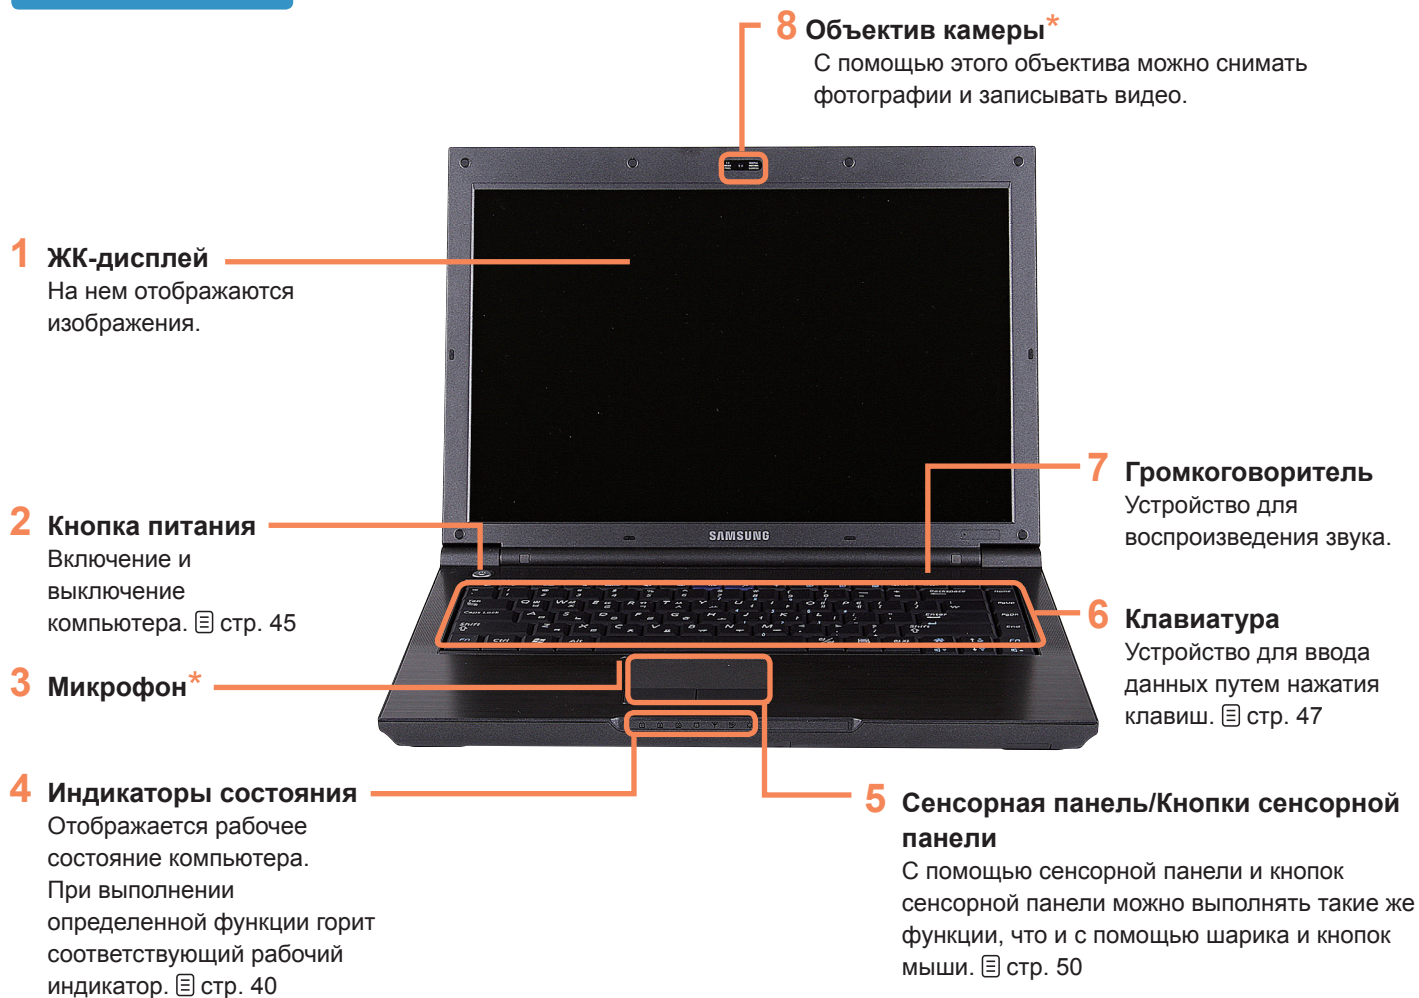 8 Объектив камеры*
С помощью этого объектива можно снимать
фотографии и записывать видео.
1 ЖК-дисплей
На нем отображаются
изображения.
SAMSUNG
2 Кнопка питания
Включение и
выключение
компьютера. стр. 45
3 Микрофон*
4 Индикаторы состояния
Отображается рабочее
состояние компьютера.
При выполнении
определенной функции горит
соответствующий рабочий
индикатор. стр. 40
7 Громкоговоритель
Устройство для
воспроизведения звука.
6 Клавиатура
Устройство для ввода
данных путем нажатия
клавиш. стр. 47
5 Сенсорная панель/Кнопки сенсорной
панели
С помощью сенсорной панели и кнопок
сенсорной панели можно выполнять такие же
функции, что и с помощью шарика и кнопок
мыши. стр. 50